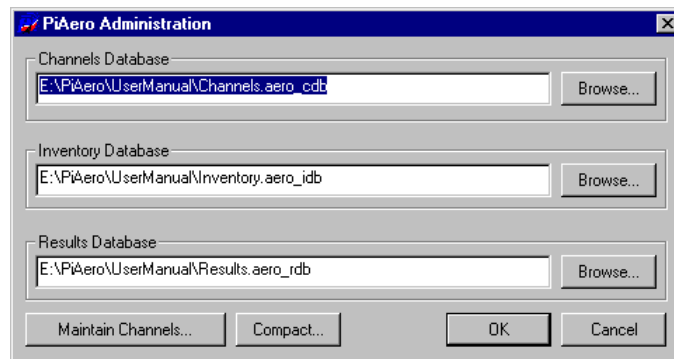 PiAero Administration
Channels Database
E:\PiAero\UserManual\Channels.aero_cdb
Browse...
Inventory Database
E:\PiAero\UserManual\Inventory.aero_idb
Browse...
Results Database
E:\PiAero\UserManual\Results.aero_rdb
Browse...
Maintain Channels... Compact... OK Cancel